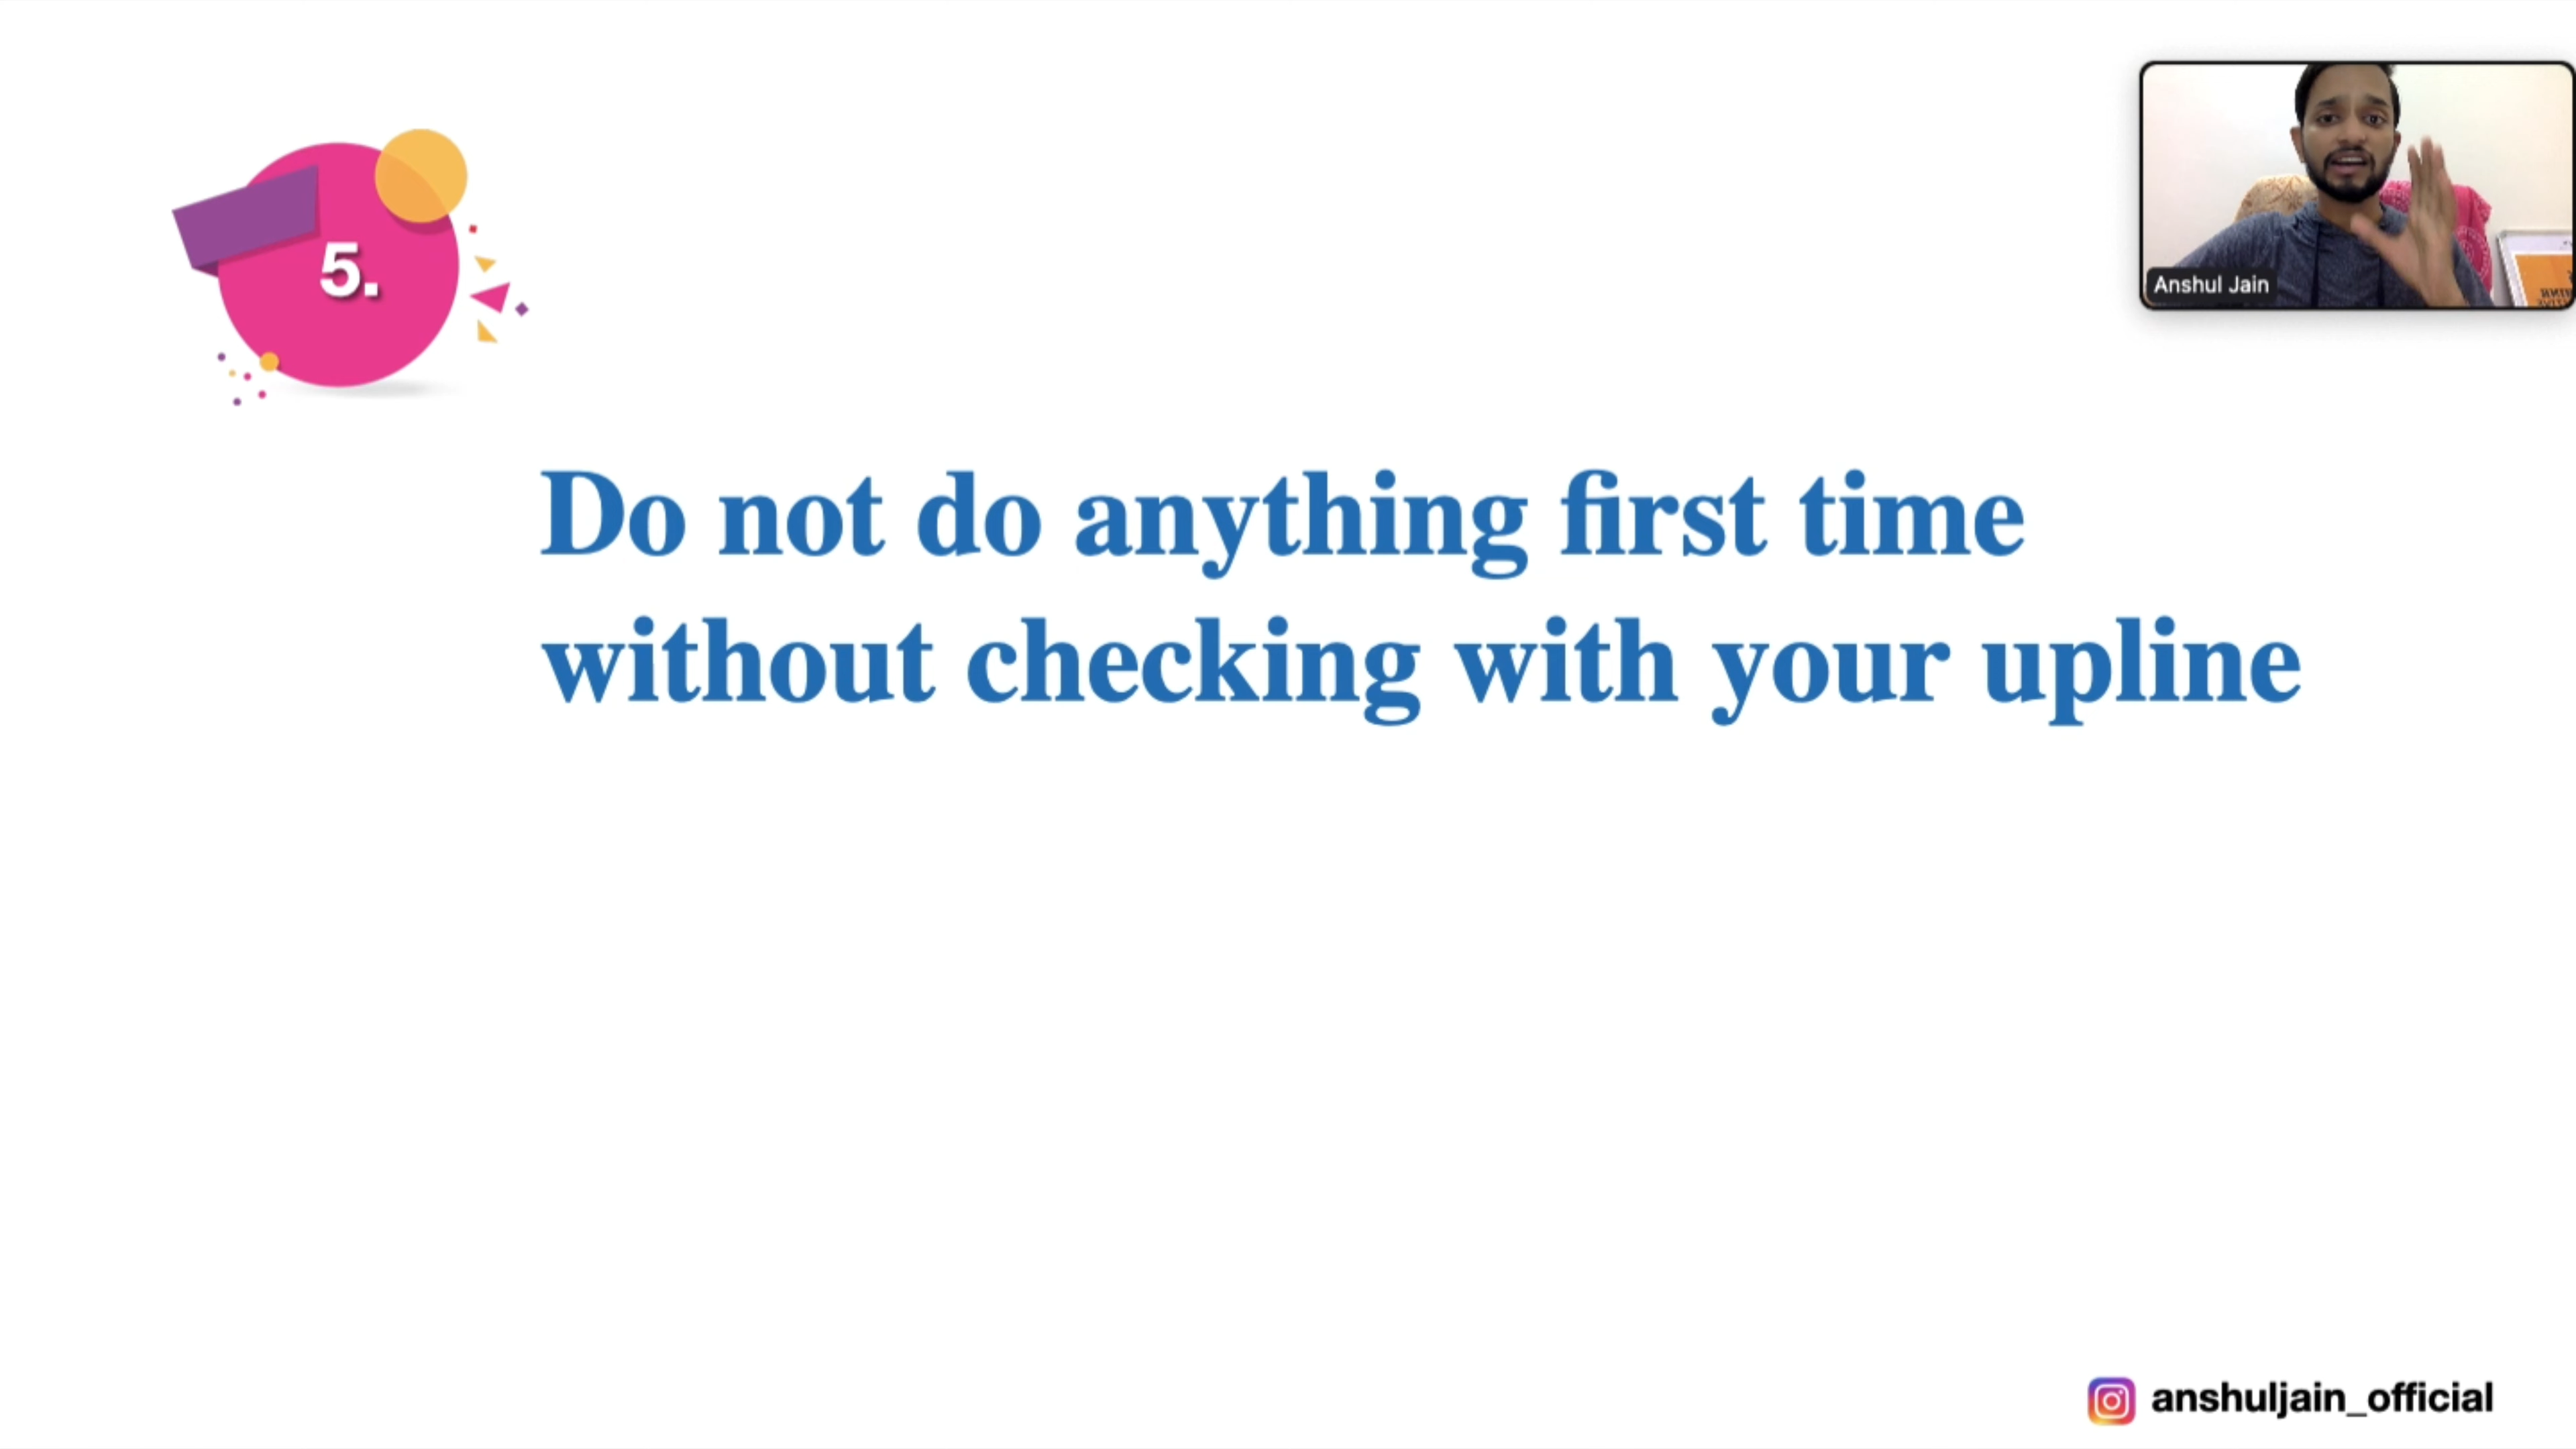 5.
Anshul Jain
Do not do anything first time
without checking with your upline
anshuljain_official